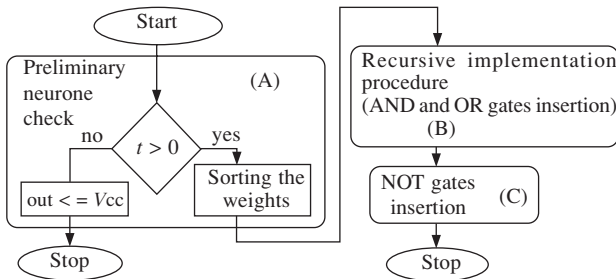 Start
Preliminary
neurone
check
(A)
no
t > 0
yes
out < = Vcc
Sorting the
weights
Stop
Recursive implementation
procedure
(AND and OR gates insertion)
(B)
NOT gates
insertion
(C)
Stop